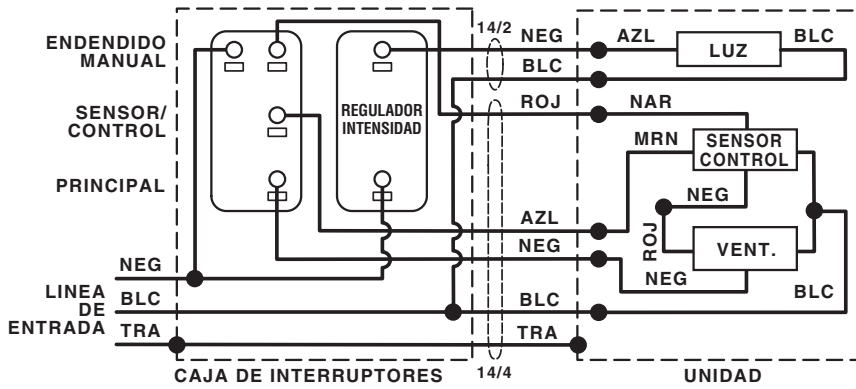 14/2
NEG
AZL
LUZ
BLC
ENDENDIDO
MANUAL
BLC
SENSOR/
CONTROL
REGULADOR
INTENSIDAD
ROJ
NAR
MRN
SENSOR
CONTROL
PRINCIPAL
NEG
AZL
ROJ
VENT.
NEG
NEG
NEG
LINEA
DE
ENTRADA
BLC
BLC
BLC
TRA
TRA
CAJA DE INTERRUPTORES
14/4
UNIDAD